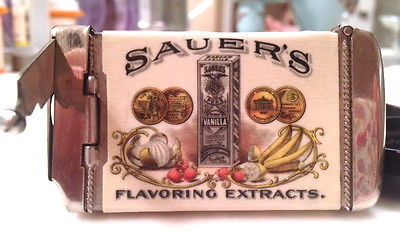 SAUER'S
VANILLA
FLAVORING EXTRACTS.